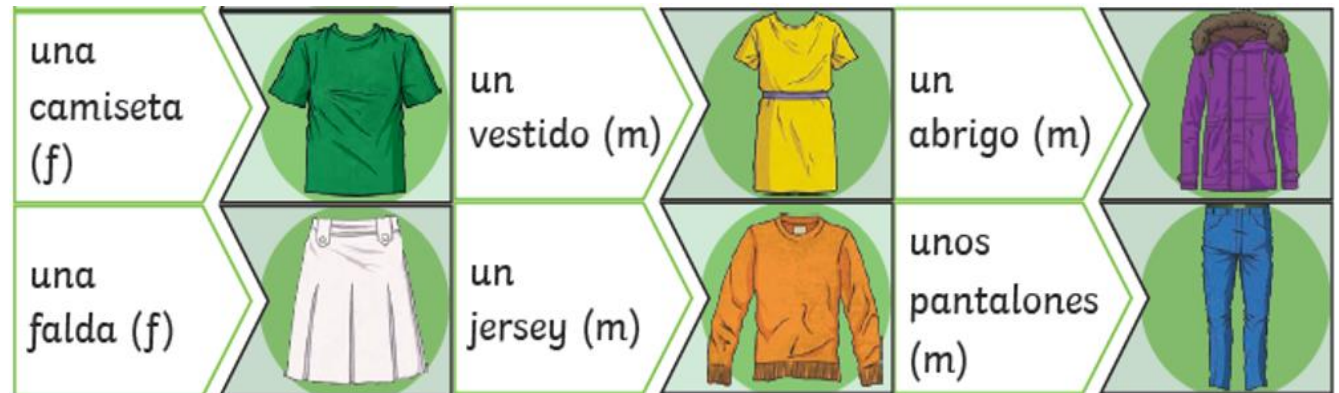 una
camiseta
(f)
un
vestido (m)
un
abrigo (m)
una
falda (f)
un
jersey (m)
unos
pantalones
(m)